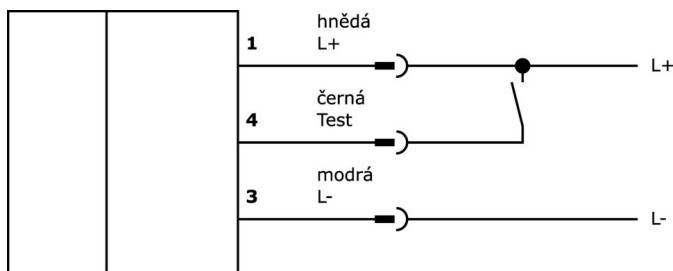 hnědá
1 L+
L+
černá
4 Test
modrá
3 L-
L-